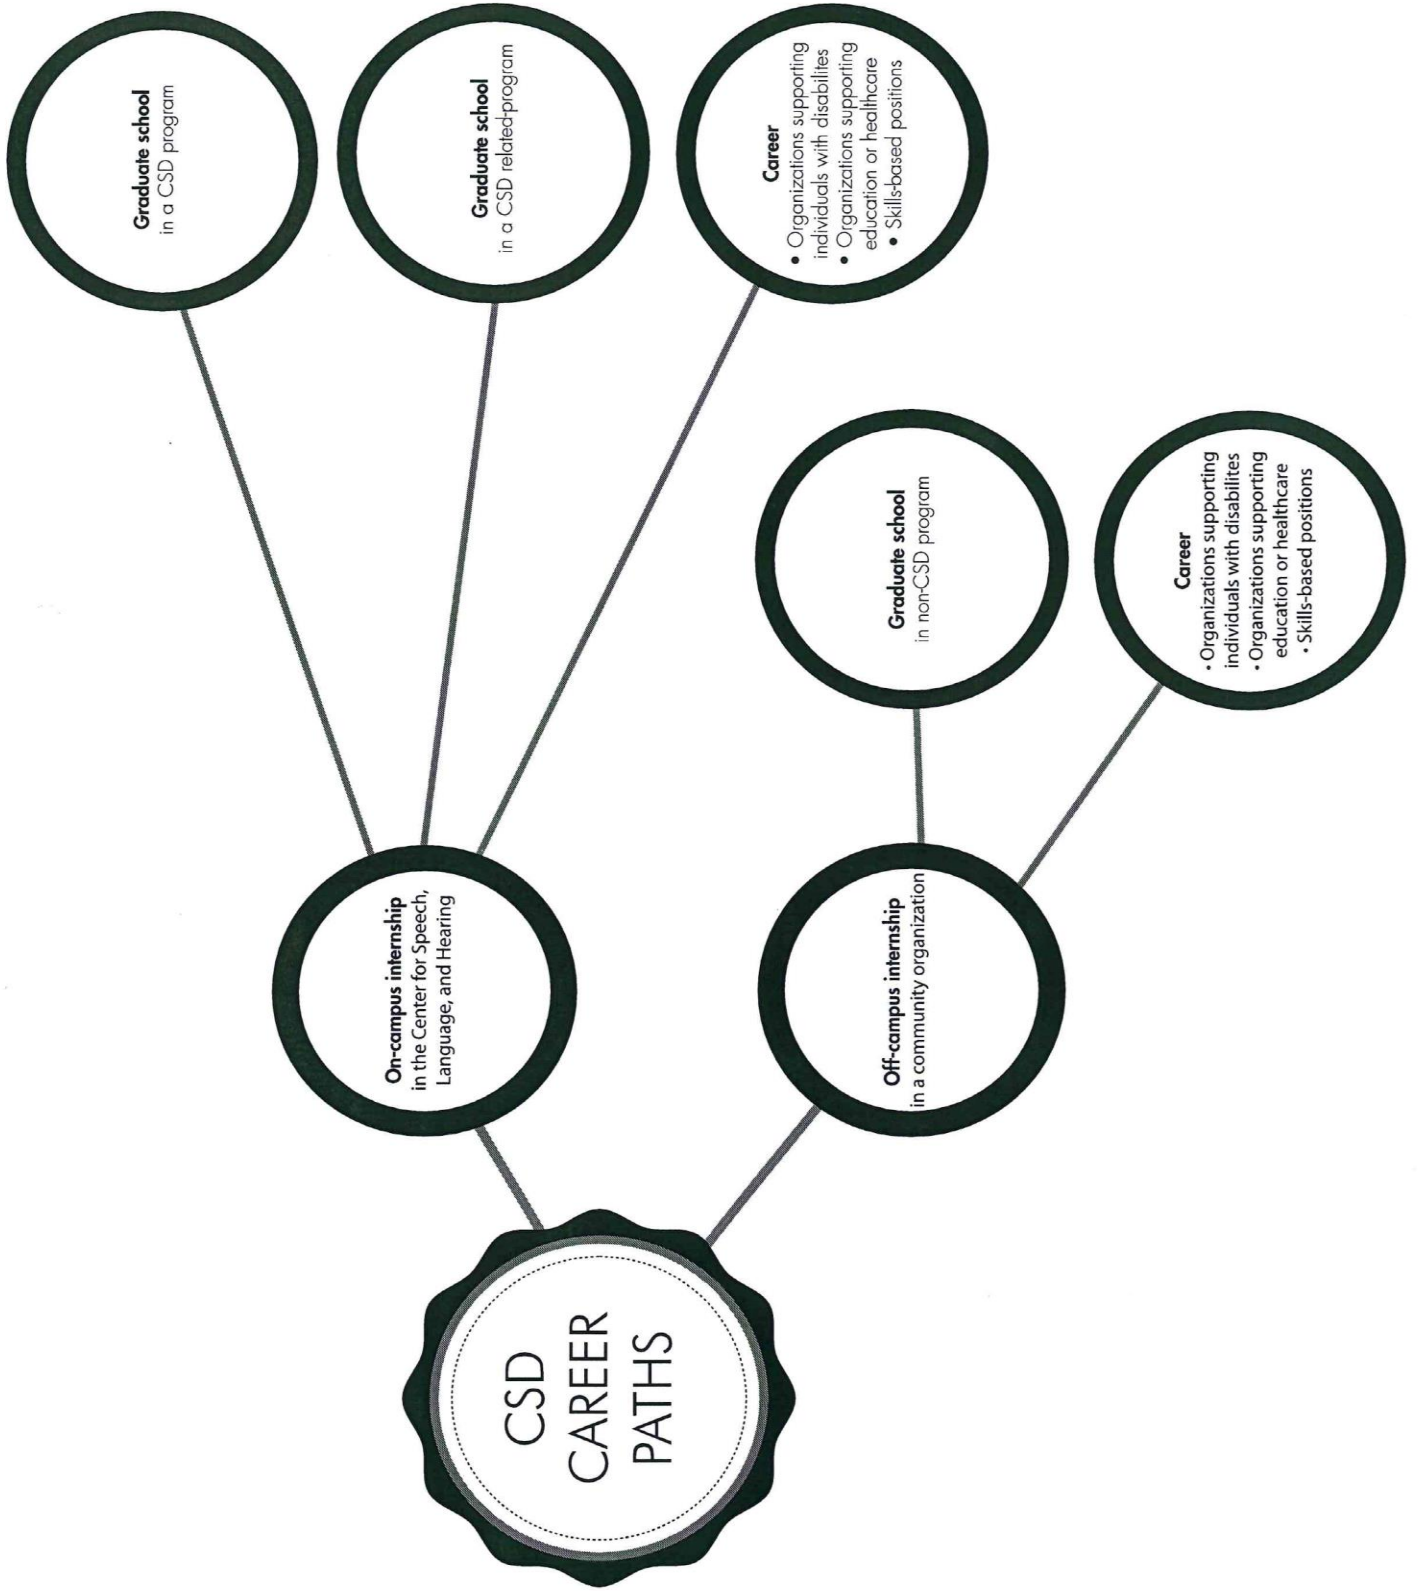 CSD
CAREER
PATHS
On-campus internship
in the Center for Speech,
Language, and Hearing
Graduate school
in a CSD program
Graduate school
in a CSD related-program
Career
• Organizations supporting
individuals with disabilites
• Organizations supporting
education or healthcare
• Skills-based positions
Off-campus internship
in a community organization
Graduate school
in non-CSD program
Career
• Organizations supporting
individuals with disabilites
• Organizations supporting
education or healthcare
• Skills-based positions